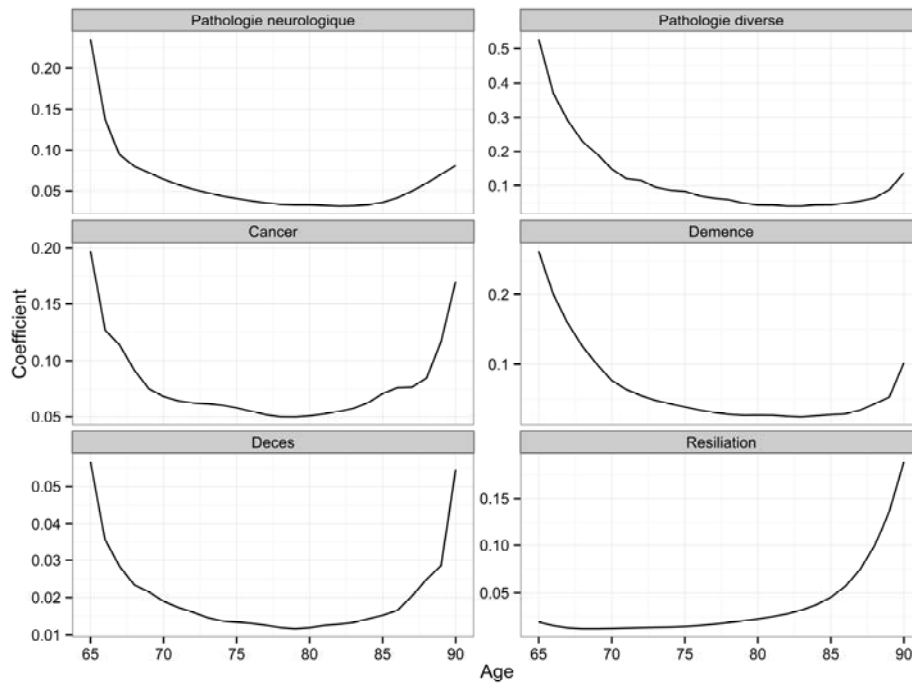 Pathologie neurologique
0.20
0.15
0.10
0.05
Pathologie diverse
0.5
0.4
0.3
0.2
0.1
Cancer
0.20
0.15
0.10
0.05
Demence
0.2
0.1
Deces
0.05
0.04
0.03
0.02
0.01
65 70 75 80 85 90
Resiliation
0.15
0.10
0.05
65 70 75 80 85 90
Coefficient
Age